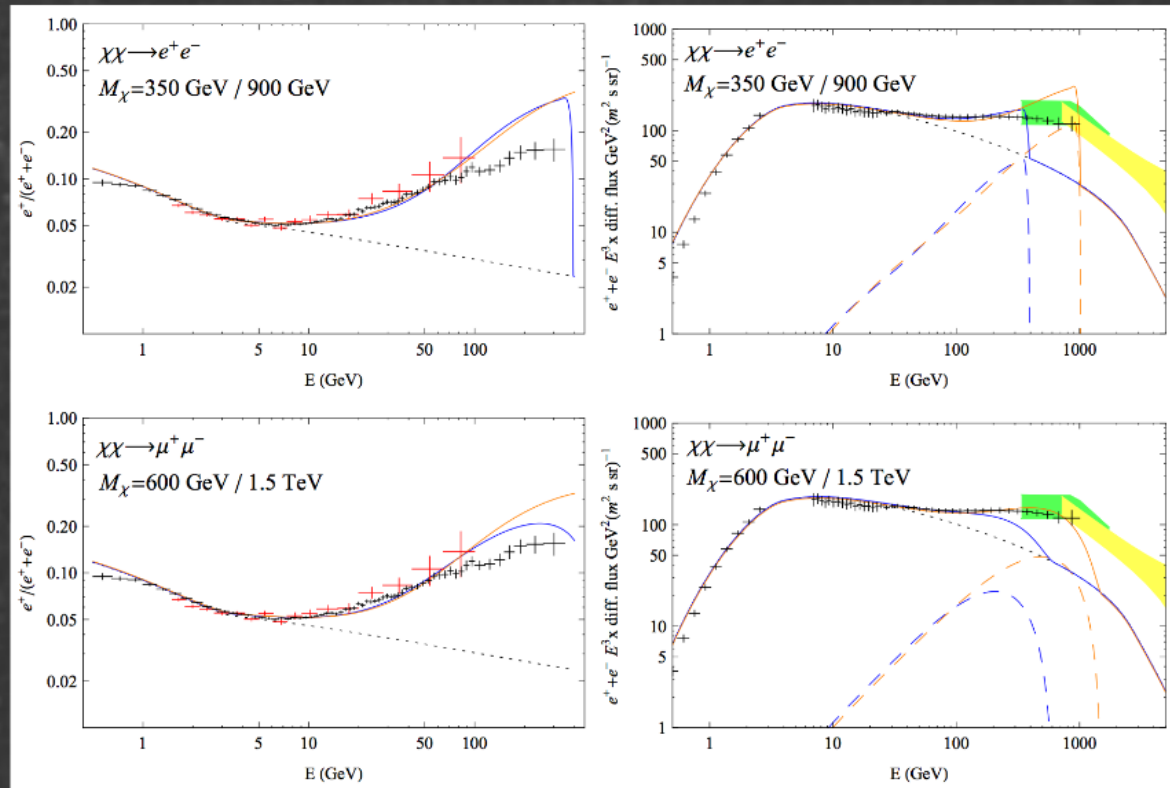 χχ⟶e⁺e⁻
Mχ=350 GeV / 900 GeV
e⁺/(e⁺+e⁻)
1.00
0.50
0.20
0.10
0.05
0.02
1 5 10 50 100
E (GeV)
χχ⟶e⁺e⁻
Mχ=350 GeV / 900 GeV
e⁺+e⁻ E³x diff. flux GeV²(m² s sr)⁻¹
1000
500
100
50
10
5
1
1 10 100 1000
E (GeV)
χχ⟶μ⁺μ⁻
Mχ=600 GeV / 1.5 TeV
e⁺/(e⁺+e⁻)
1.00
0.50
0.20
0.10
0.05
0.02
1 5 10 50 100
E (GeV)
χχ⟶μ⁺μ⁻
Mχ=600 GeV / 1.5 TeV
e⁺+e⁻ E³x diff. flux GeV²(m² s sr)⁻¹
1000
500
100
50
10
5
1
1 10 100 1000
E (GeV)